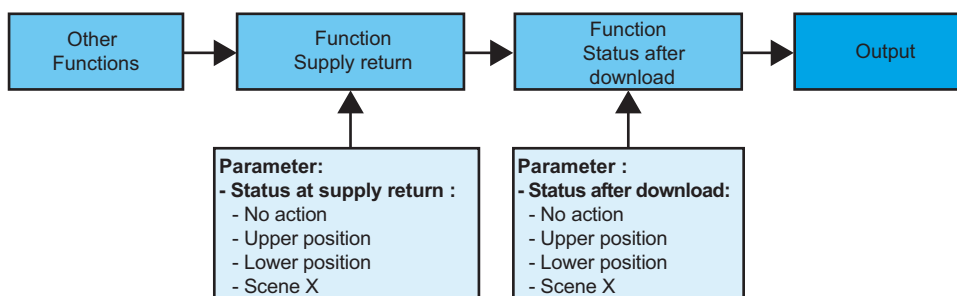 Other
Functions
Function
Supply return
Function
Status after
download
Output
Parameter:
- Status at supply return :
- No action
- Upper position
- Lower position
- Scene X
Parameter :
- Status after download:
- No action
- Upper position
- Lower position
- Scene X